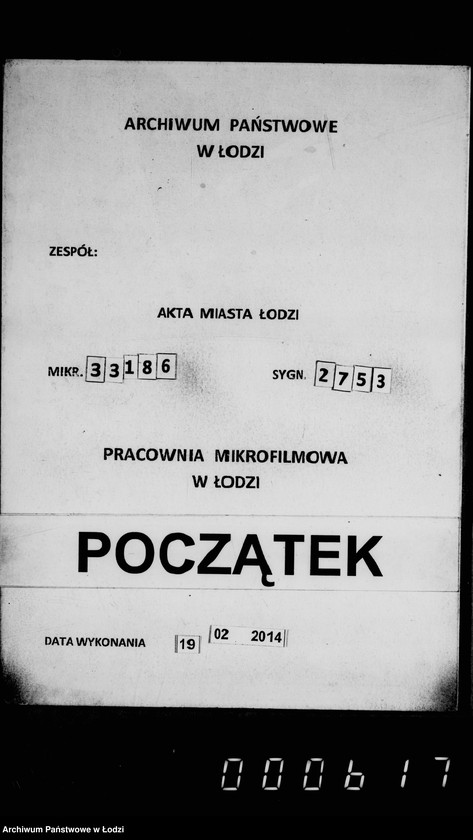 ARCHIWUM PAŃSTWOWE
W ŁODZI
ZESPÓŁ:
AKTA MIASTA ŁODZI
MIKR. 33186 SYGN. 2753
PRACOWNIA MIKROFILMOWA
W ŁODZI
POCZĄTEK
DATA WYKONANIA 19 02 2014
000617
Archiwum Państwowe w Łodzi